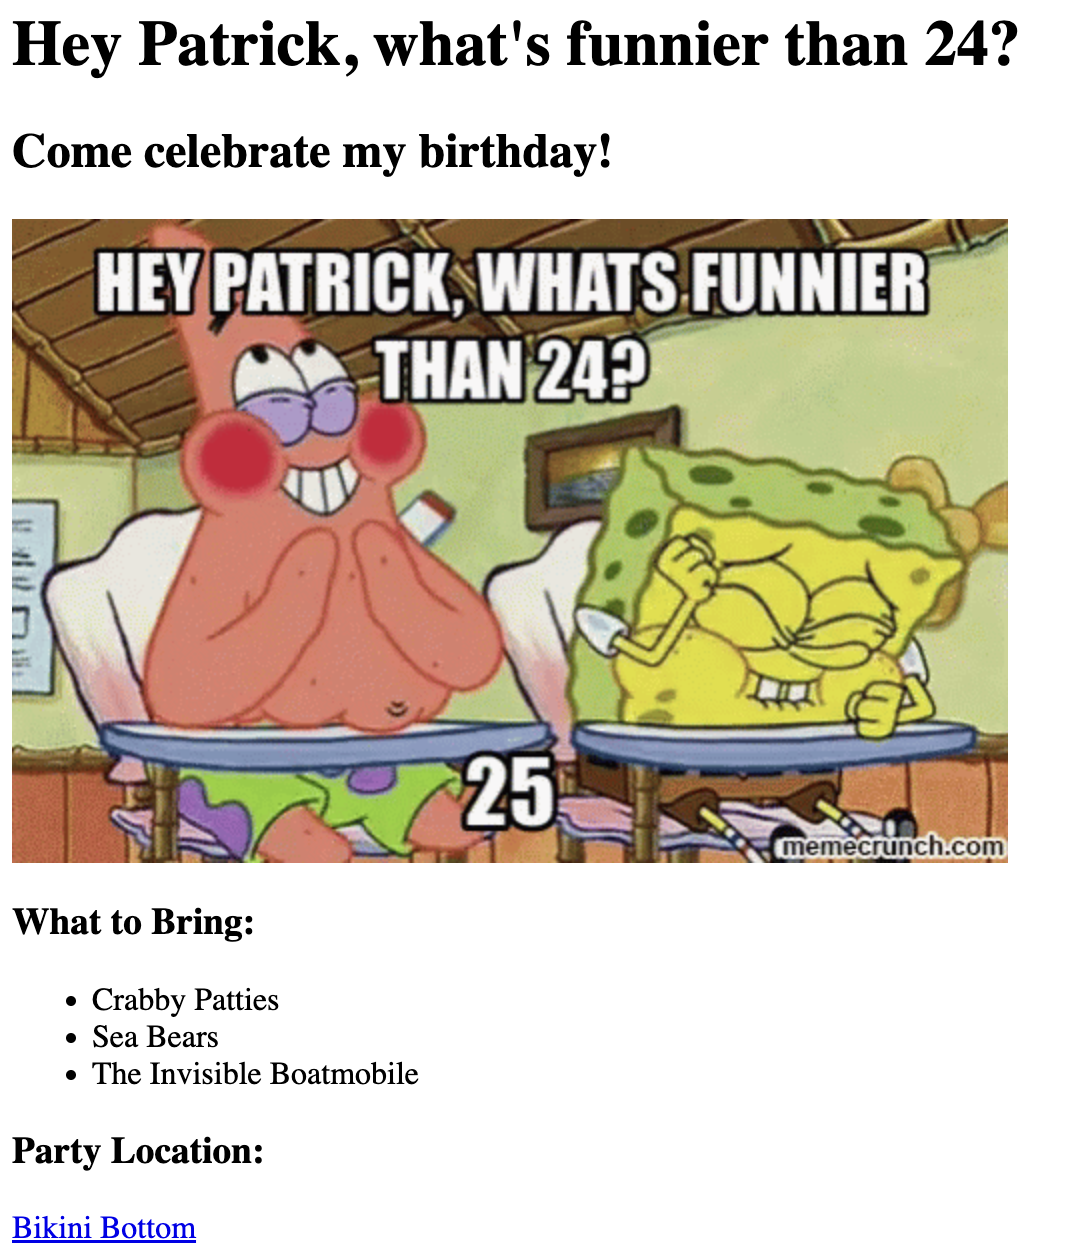 Hey Patrick, what's funnier than 24?
Come celebrate my birthday!
HEY PATRICK, WHATS FUNNIER
THAN 24?
25
memecrunch.com
What to Bring:
Crabby Patties
Sea Bears
The Invisible Boatmobile
Party Location:
Bikini Bottom